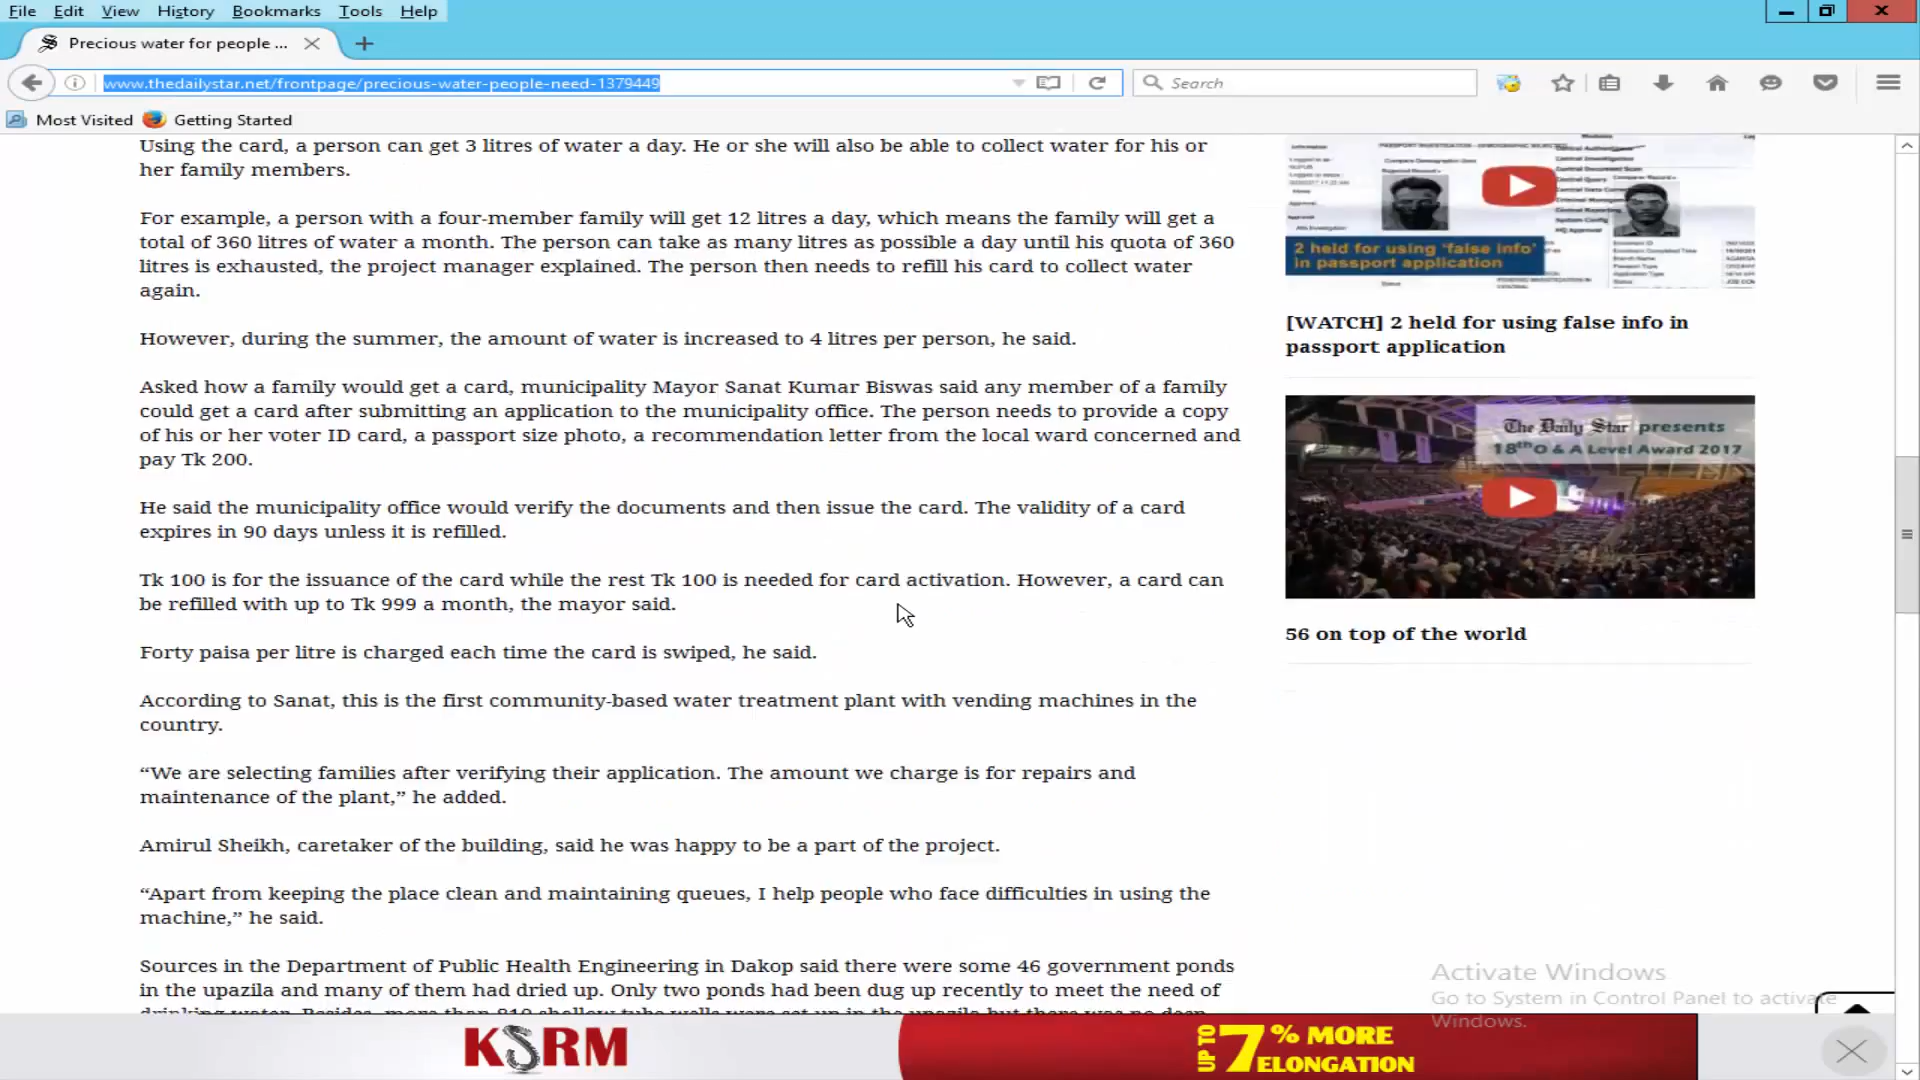 File Edit View History Bookmarks Tools Help
Precious water for people ...
www.thedailystar.net/frontpage/precious-water-people-need-1379449
Search
Most Visited Getting Started
Using the card, a person can get 3 litres of water a day. He or she will also be able to collect water for his or
her family members.
For example, a person with a four-member family will get 12 litres a day, which means the family will get a
total of 360 litres of water a month. The person can take as many litres as possible a day until his quota of 360
litres is exhausted, the project manager explained. The person then needs to refill his card to collect water
again.
However, during the summer, the amount of water is increased to 4 litres per person, he said.
Asked how a family would get a card, municipality Mayor Sanat Kumar Biswas said any member of a family
could get a card after submitting an application to the municipality office. The person needs to provide a copy
of his or her voter ID card, a passport size photo, a recommendation letter from the local ward concerned and
pay Tk 200.
He said the municipality office would verify the documents and then issue the card. The validity of a card
expires in 90 days unless it is refilled.
Tk 100 is for the issuance of the card while the rest Tk 100 is needed for card activation. However, a card can
be refilled with up to Tk 999 a month, the mayor said.
Forty paisa per litre is charged each time the card is swiped, he said.
According to Sanat, this is the first community-based water treatment plant with vending machines in the
country.
“We are selecting families after verifying their application. The amount we charge is for repairs and
maintenance of the plant,” he added.
Amirul Sheikh, caretaker of the building, said he was happy to be a part of the project.
“Apart from keeping the place clean and maintaining queues, I help people who face difficulties in using the
machine,” he said.
Sources in the Department of Public Health Engineering in Dakop said there were some 46 government ponds
in the upazila and many of them had dried up. Only two ponds had been dug up recently to meet the need of
2 held for using 'false info'
in passport application
[WATCH] 2 held for using false info in
passport application
The Daily Star presents
18th O & A Level Award 2017
56 on top of the world
Activate Windows
Go to System in Control Panel to activate
Windows.
KSRM
UP TO 7% MORE
ELONGATION